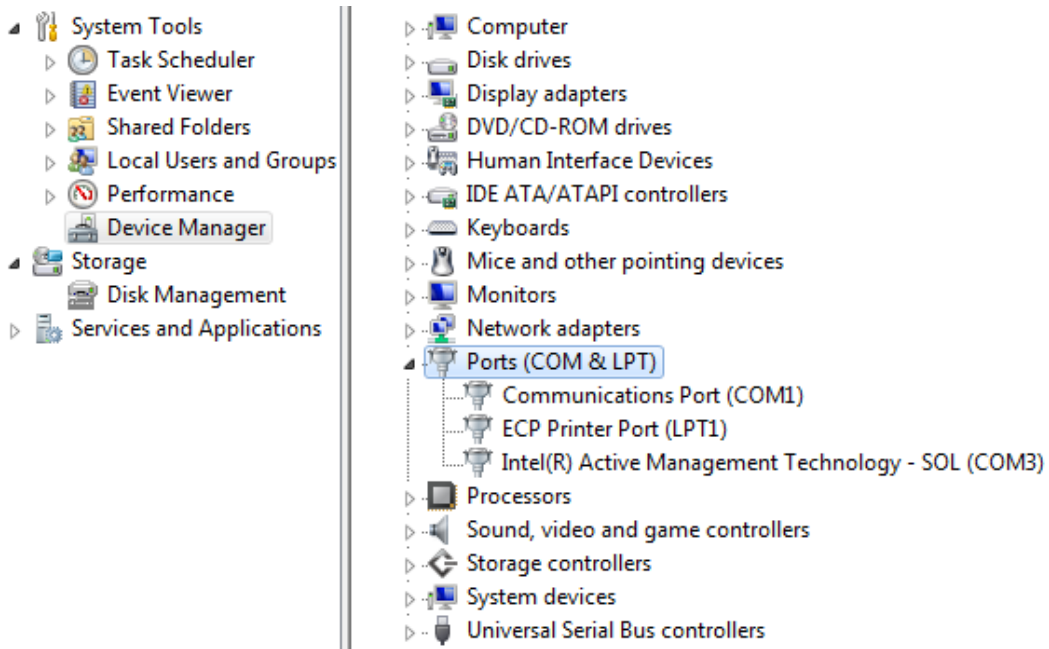 System Tools
Task Scheduler
Event Viewer
Shared Folders
Local Users and Groups
Performance
Device Manager
Storage
Disk Management
Services and Applications
Computer
Disk drives
Display adapters
DVD/CD-ROM drives
Human Interface Devices
IDE ATA/ATAPI controllers
Keyboards
Mice and other pointing devices
Monitors
Network adapters
Ports (COM & LPT)
Communications Port (COM1)
ECP Printer Port (LPT1)
Intel(R) Active Management Technology - SOL (COM3)
Processors
Sound, video and game controllers
Storage controllers
System devices
Universal Serial Bus controllers